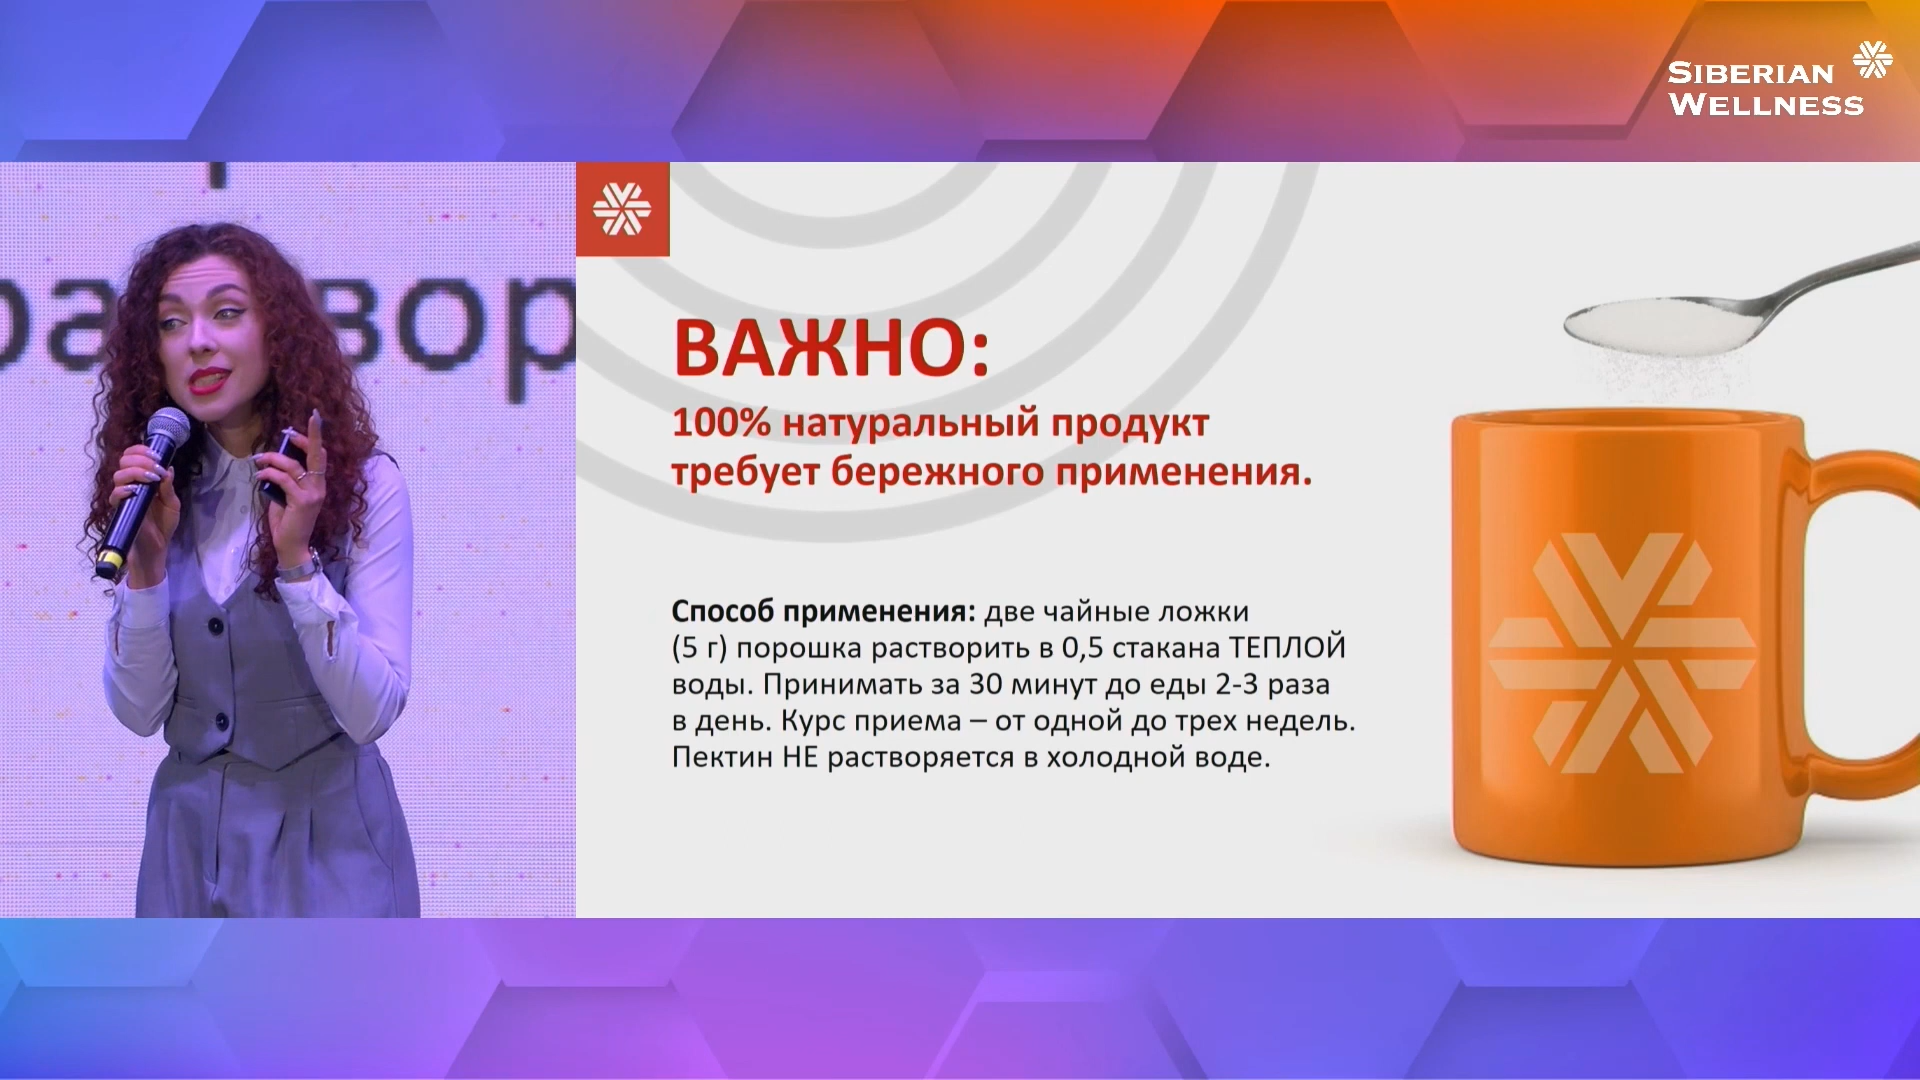 SIBERIAN
WELLNESS
ВАЖНО:
100% натуральный продукт
требует бережного применения.
Способ применения: две чайные ложки
(5 г) порошка растворить в 0,5 стакана ТЕПЛОЙ
воды. Принимать за 30 минут до еды 2-3 раза
в день. Курс приема – от одной до трех недель.
Пектин НЕ растворяется в холодной воде.